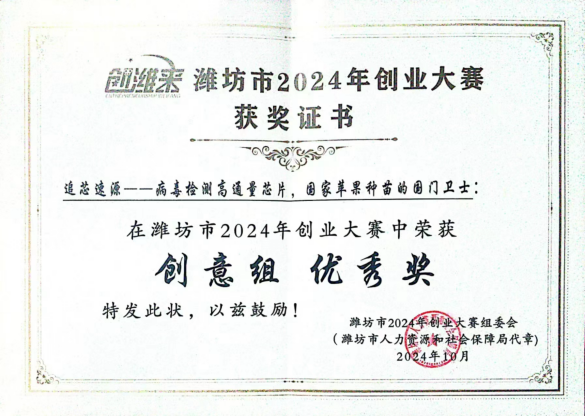 创潍来 潍坊市2024年创业大赛
获奖证书
追芯速源——病毒检测高通量芯片，国家苹果种苗的国门卫士：
在潍坊市2024年创业大赛中荣获
创意组 优秀奖
特发此状，以兹鼓励！
潍坊市2024年创业大赛组委会
（潍坊市人力资源和社会保障局代章）
2024年10月